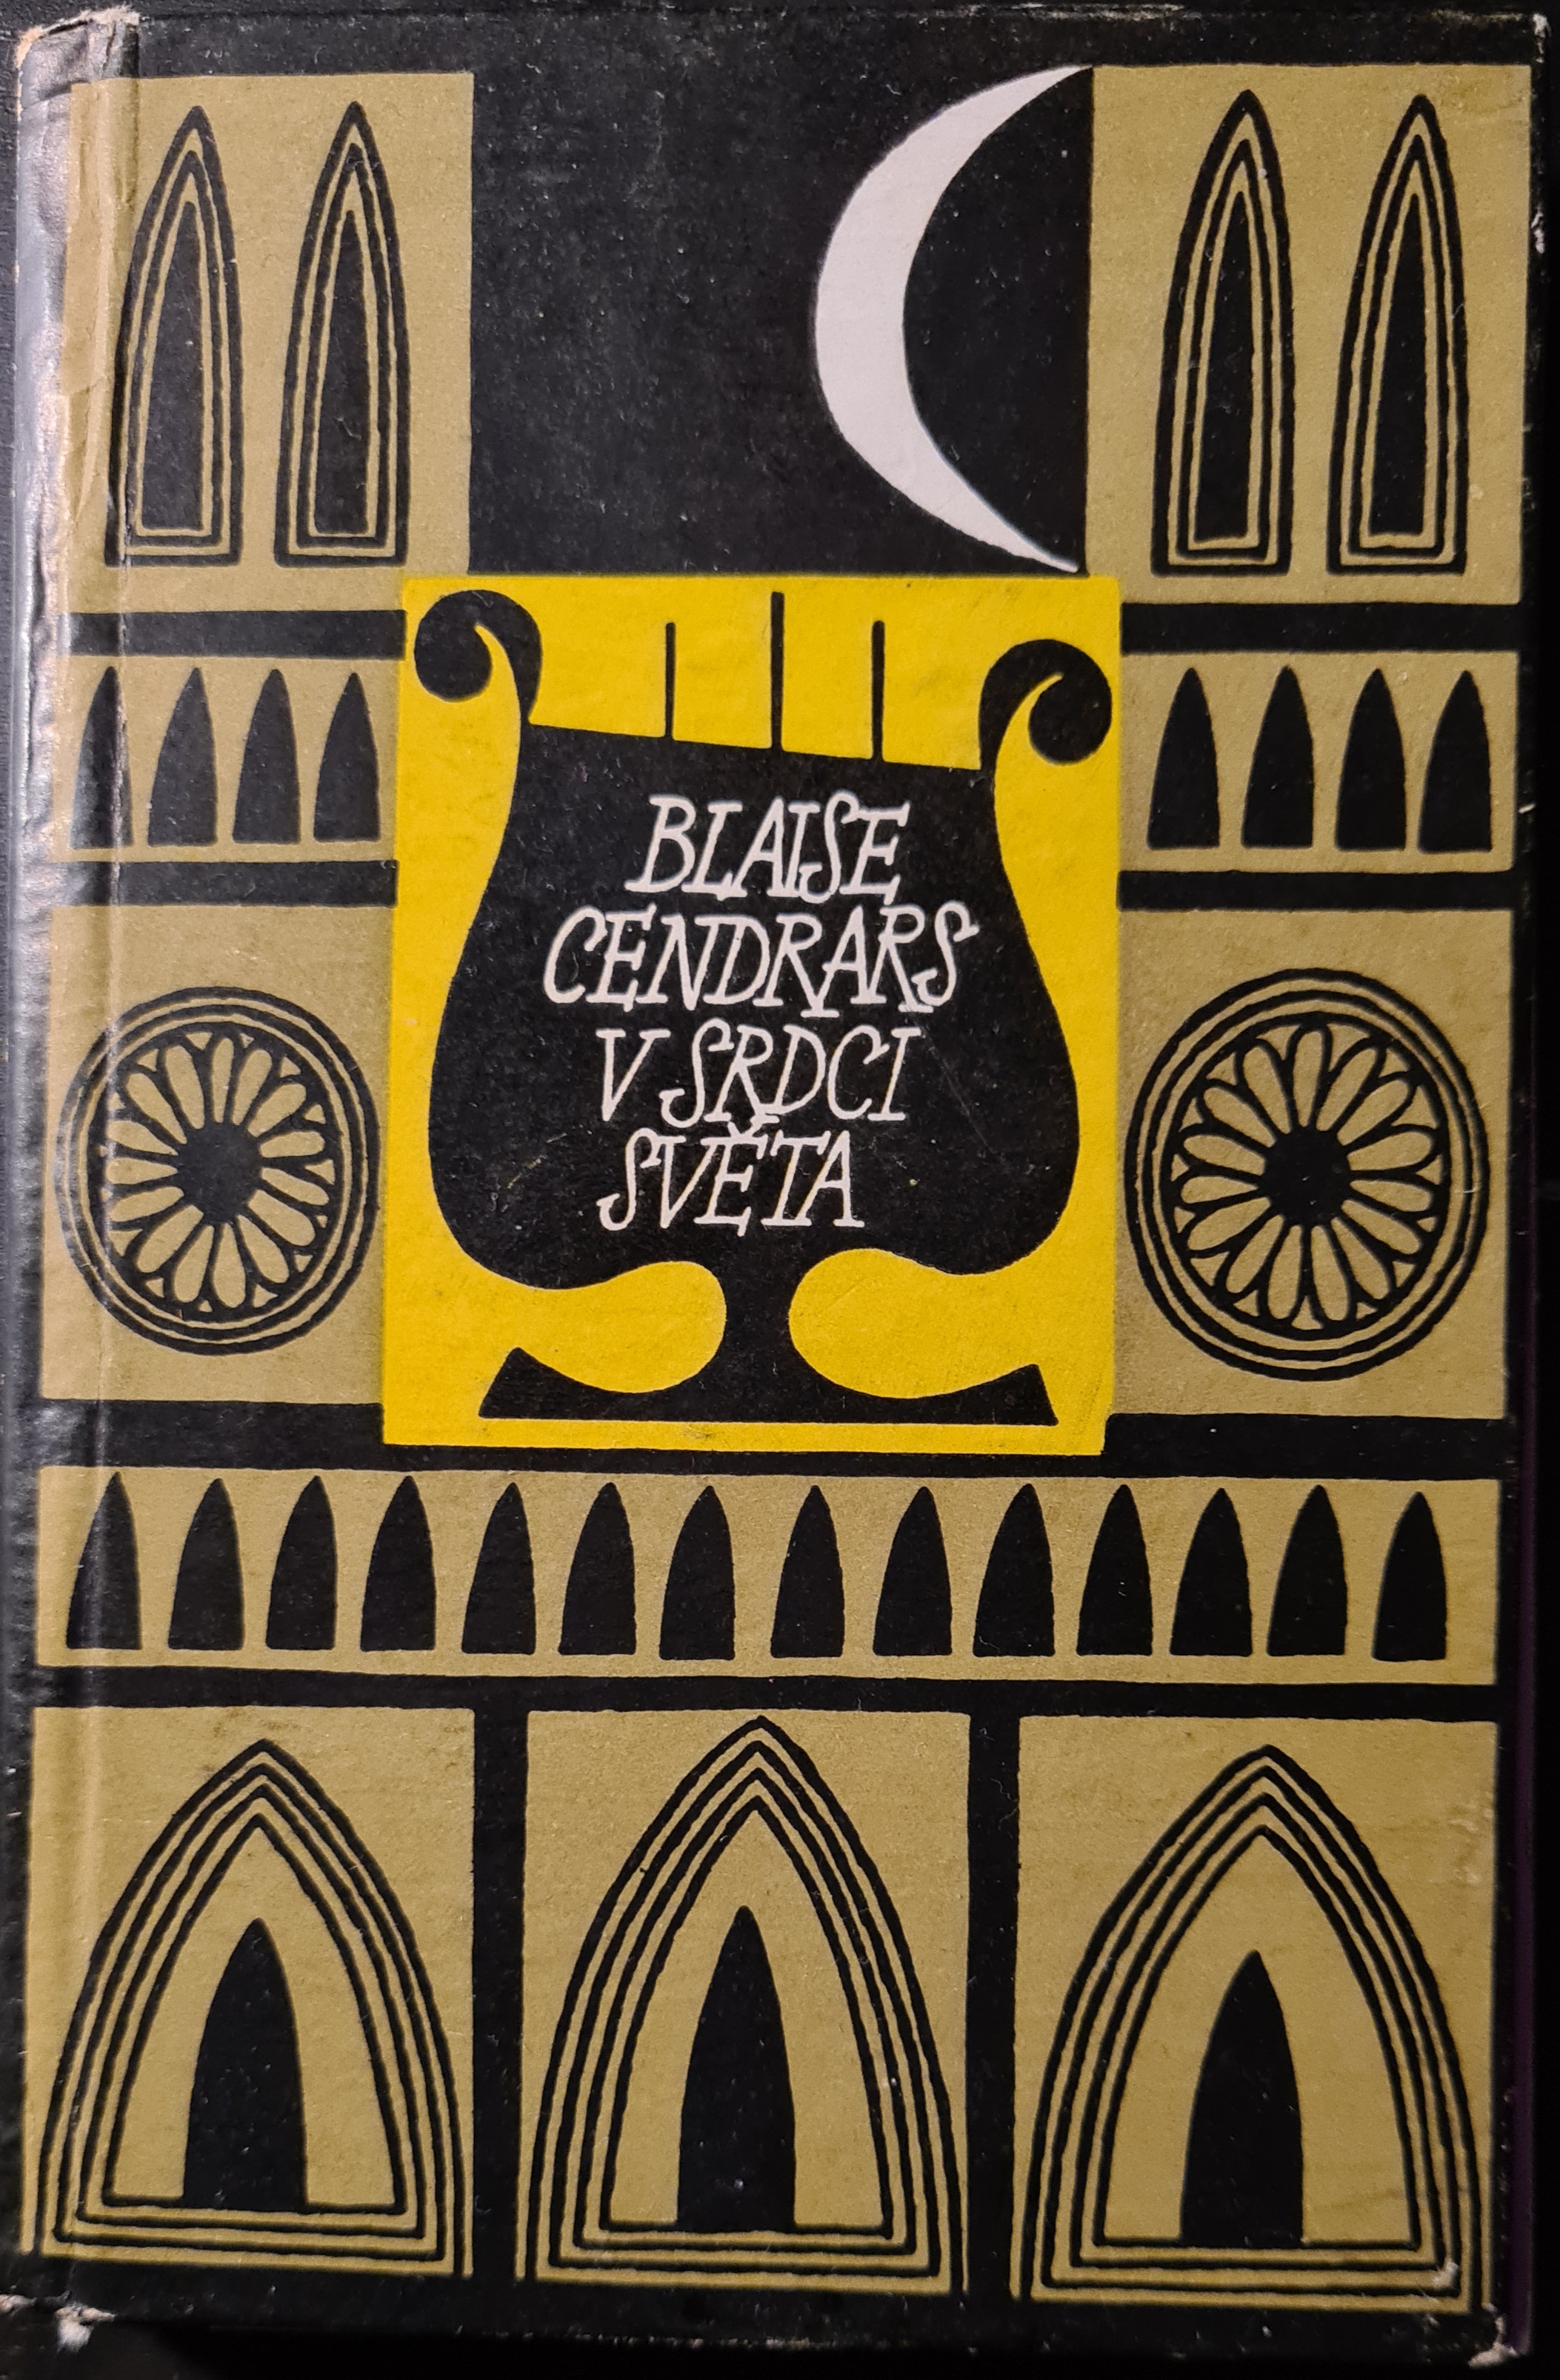 BLAISE
CENDRARS
V SRDCI
SVĚTA